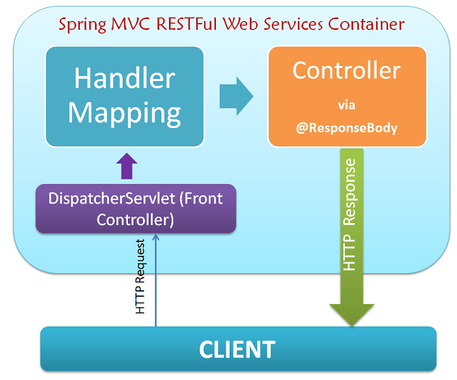 Spring MVC RESTFul Web Services Container
Handler
Mapping
Controller
via
@ResponseBody
DispatcherServlet (Front
Controller)
HTTP Request
HTTP Response
CLIENT